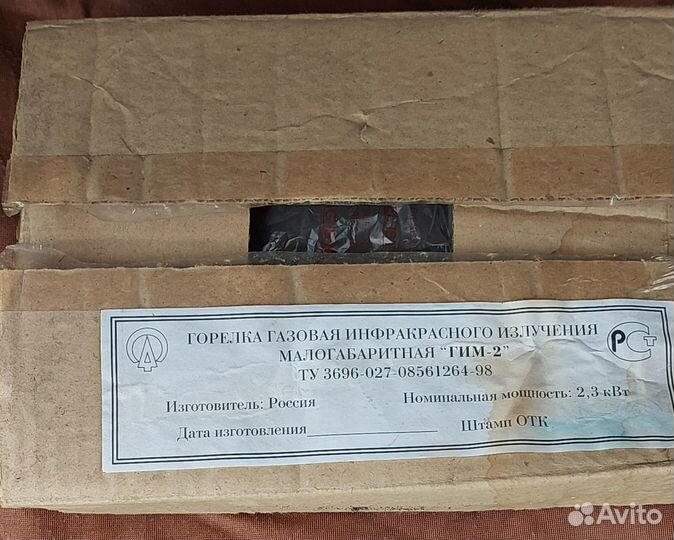 ГОРЕЛКА ГАЗОВАЯ ИНФРАКРАСНОГО ИЗЛУЧЕНИЯ
МАЛОГАБАРИТНАЯ "ГИМ-2"
ТУ 3696-027-08561264-98
Изготовитель: Россия
Номинальная мощность: 2,3 кВт
Дата изготовления
Штамп ОТК
Avito